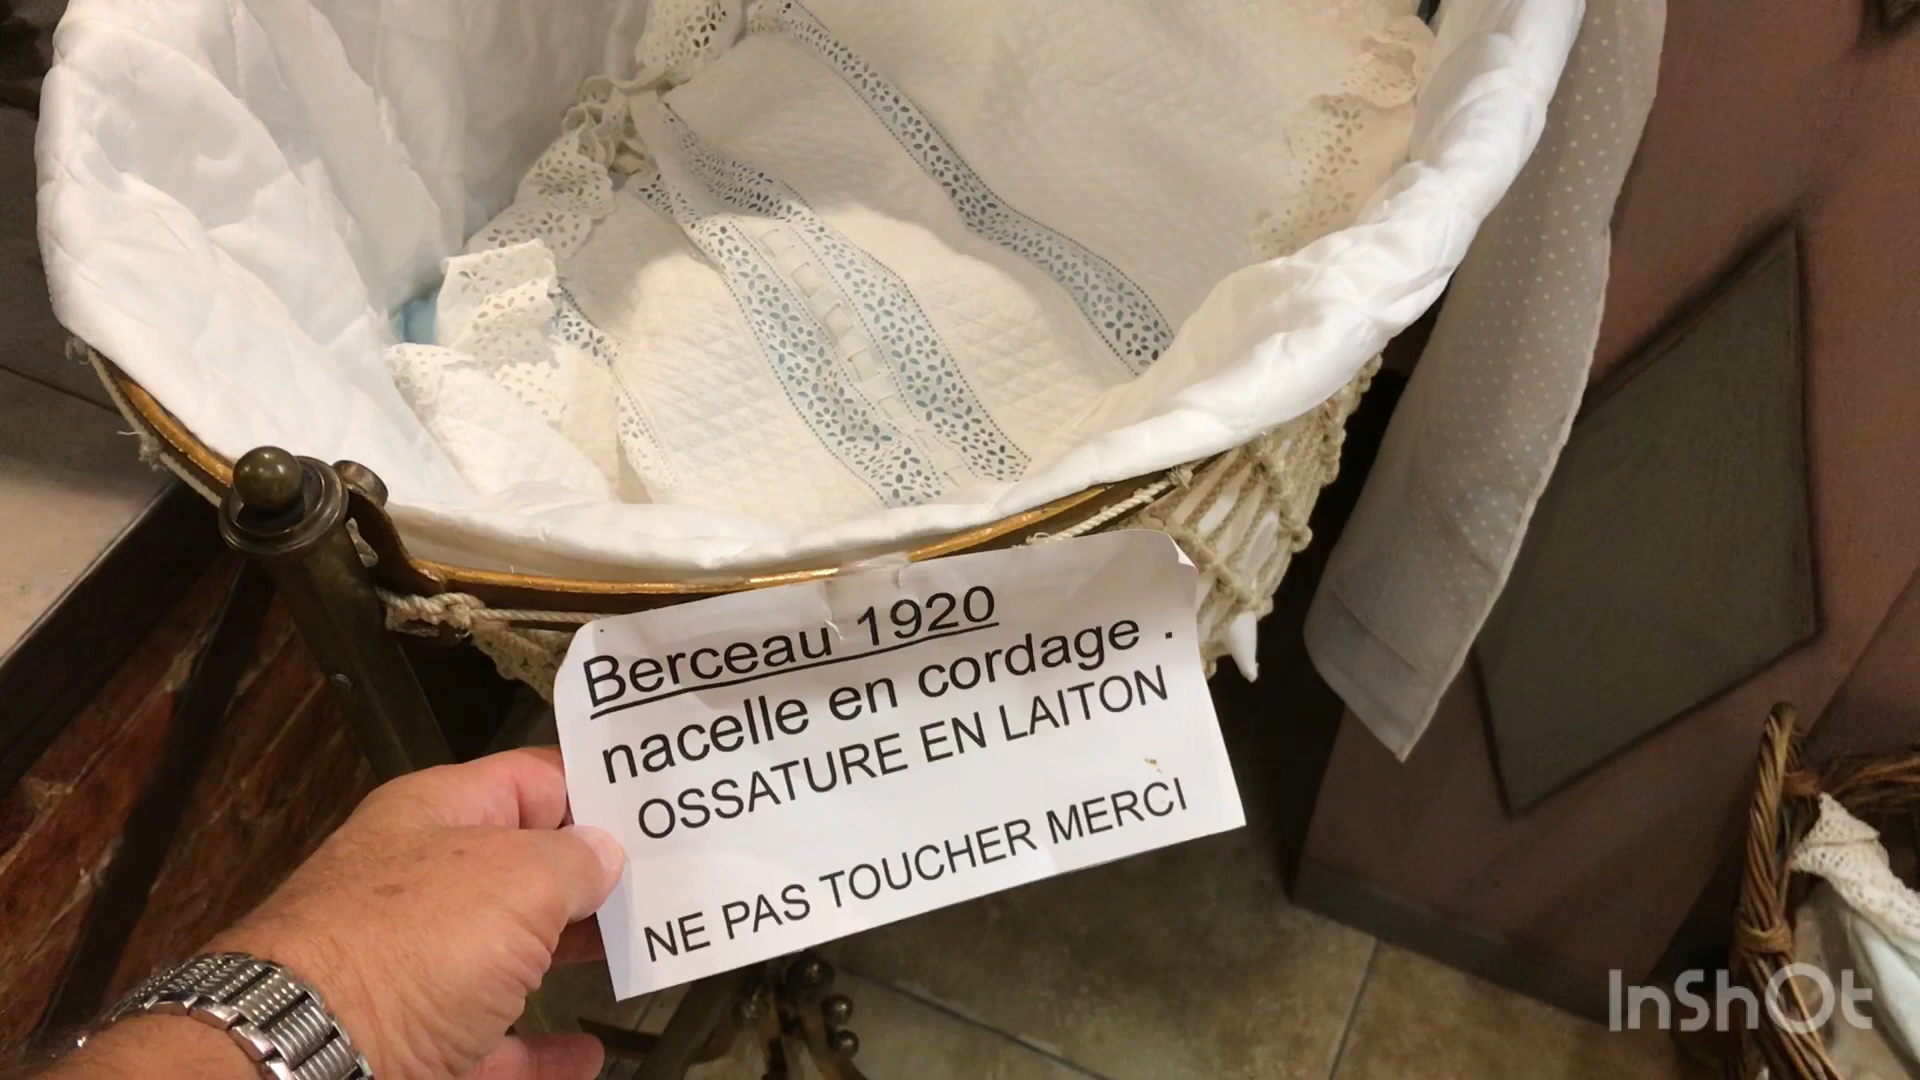 Berceau 1920
nacelle en cordage .
OSSATURE EN LAITON
NE PAS TOUCHER MERCI
InShOt